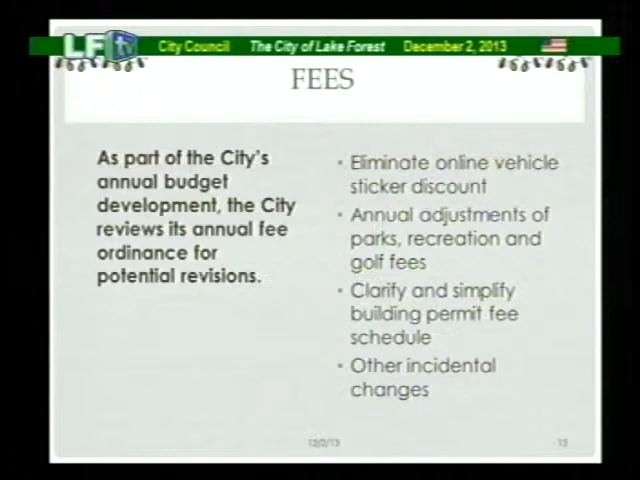 LFtv City Council The City of Lake Forest December 2, 2013
FEES
As part of the City's
annual budget
development, the City
reviews its annual fee
ordinance for
potential revisions.
• Eliminate online vehicle
sticker discount
• Annual adjustments of
parks, recreation and
golf fees
• Clarify and simplify
building permit fee
schedule
• Other incidental
changes
12/2/13